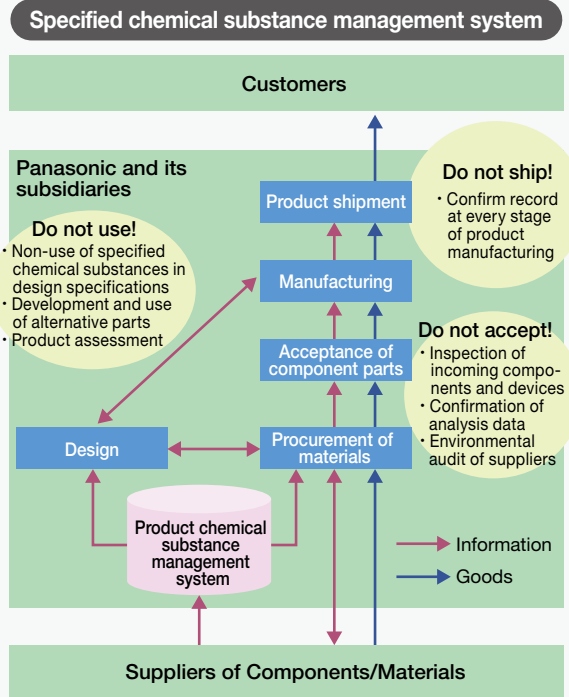 Specified chemical substance management system
Customers
Panasonic and its
subsidiaries
Do not use!
・Non-use of specified
chemical substances in
design specifications
・Development and use
of alternative parts
・Product assessment
Product shipment
Do not ship!
・Confirm record
at every stage
of product
manufacturing
Manufacturing
Acceptance of
component parts
Do not accept!
・Inspection of
incoming compo-
nents and devices
・Confirmation of
analysis data
・Environmental
audit of suppliers
Design
Procurement of
materials
Product chemical
substance
management
system
Information
Goods
Suppliers of Components/Materials